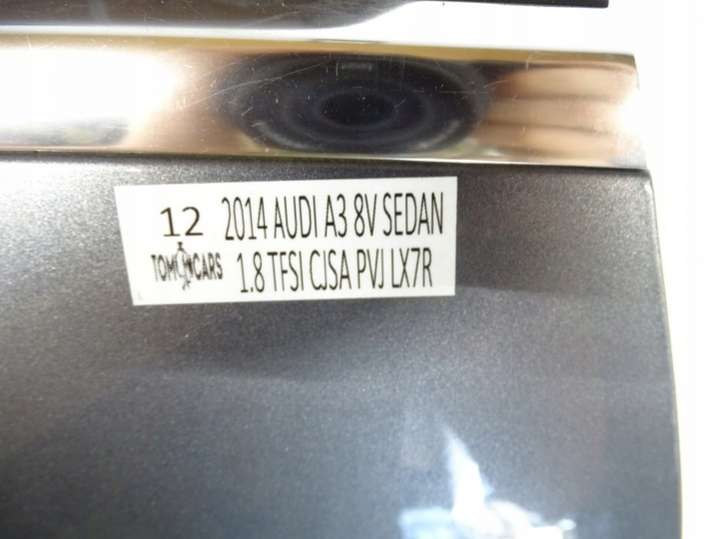 12 2014 AUDI A3 8V SEDAN
TOM CARS 1.8 TFSI CJSA PVJ LX7R